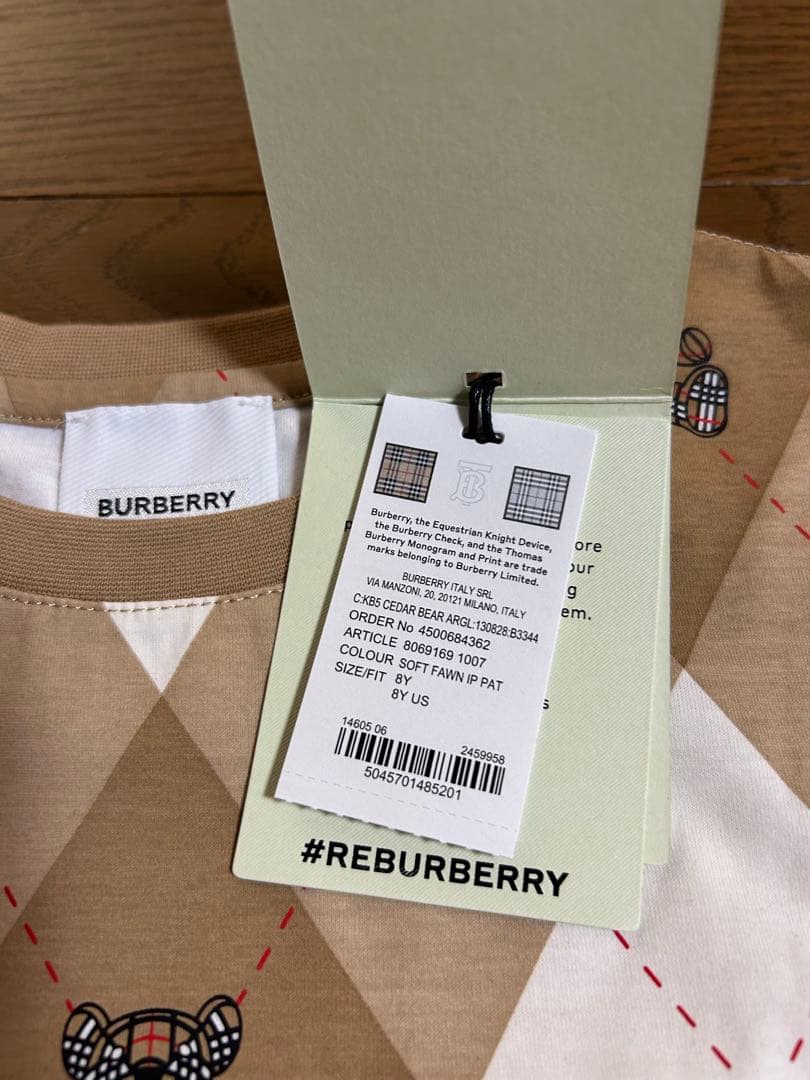 BURBERRY
Burberry, the Equestrian Knight Device,
the Burberry Check, and the Thomas
Burberry Monogram and Print are trade
marks belonging to Burberry Limited.
BURBERRY ITALY SRL
VIA MANZONI, 20, 20121 MILANO, ITALY
C:KB5 CEDAR BEAR ARGL:130828:B3344
ORDER No 4500684362
ARTICLE 8069169 1007
COLOUR SOFT FAWN IP PAT
SIZE/FIT 8Y
8Y US
14605 06
2459958
5045701485201
#REBURBERRY